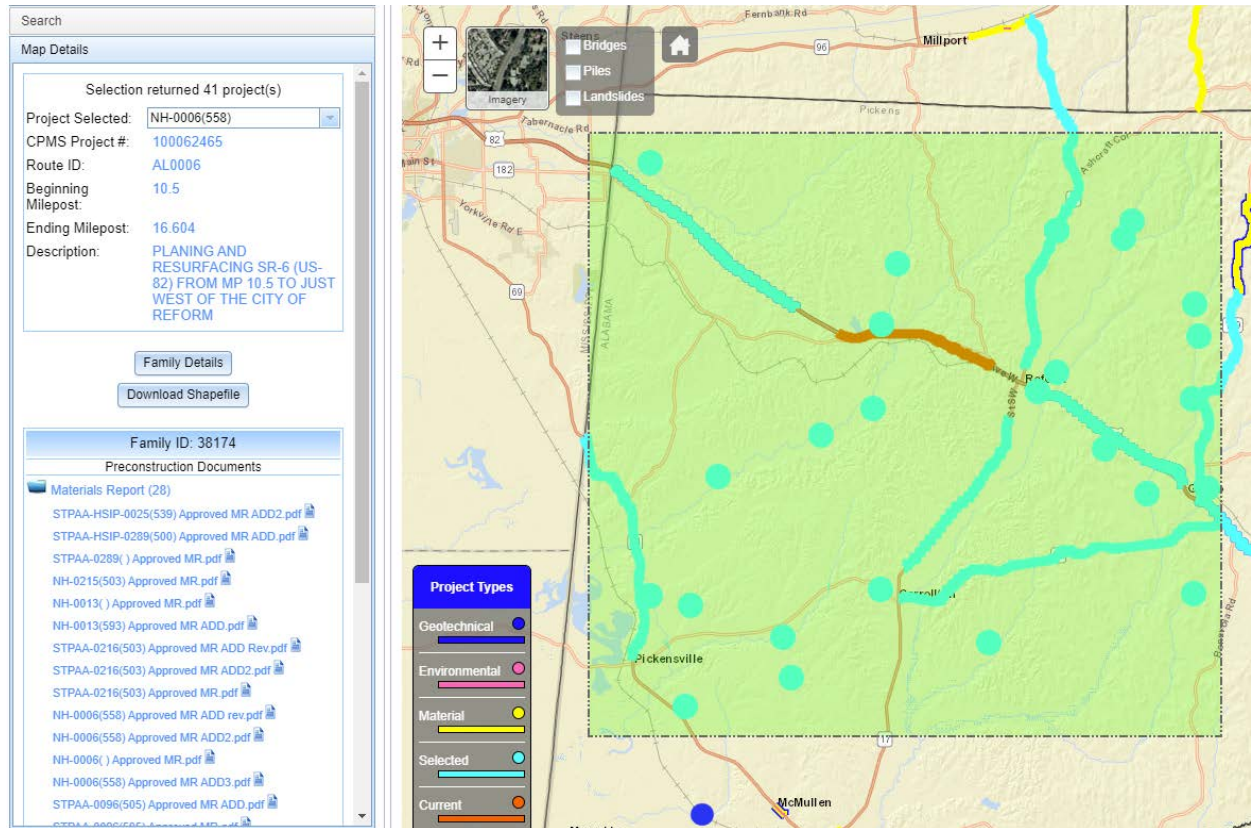 Search
Map Details
Selection returned 41 project(s)
Project Selected: NH-0006(558)
CPMS Project #: 100062465
Route ID: AL0006
Beginning Milepost: 10.5
Ending Milepost: 16.604
Description: PLANING AND
RESURFACING SR-6 (US-
82) FROM MP 10.5 TO JUST
WEST OF THE CITY OF
REFORM
Family Details
Download Shapefile
Family ID: 38174
Preconstruction Documents
Materials Report (28)
STPAA-HSIP-0025(539) Approved MR ADD2.pdf
STPAA-HSIP-0289(500) Approved MR ADD.pdf
STPAA-0289( ) Approved MR.pdf
NH-0215(503) Approved MR.pdf
NH-0013( ) Approved MR.pdf
NH-0013(593) Approved MR ADD.pdf
STPAA-0216(503) Approved MR ADD Rev.pdf
STPAA-0216(503) Approved MR ADD2.pdf
STPAA-0216(503) Approved MR.pdf
NH-0006(558) Approved MR ADD rev.pdf
NH-0006(558) Approved MR ADD2.pdf
NH-0006( ) Approved MR.pdf
NH-0006(558) Approved MR ADD3.pdf
STPAA-0096(505) Approved MR ADD.pdf
+
−
Imagery
Steens
Bridges
Piles
Landslides
Fernbank Rd
96
Millport
Pickens
Tabernacle Rd
82
Main St
182
Yorkville Rd E
69
MISSISSIPPI
ALABAMA
Ashcraft Cor
St SW
Pickensville
17
McMullen
Project Types
Geotechnical
Environmental
Material
Selected
Current